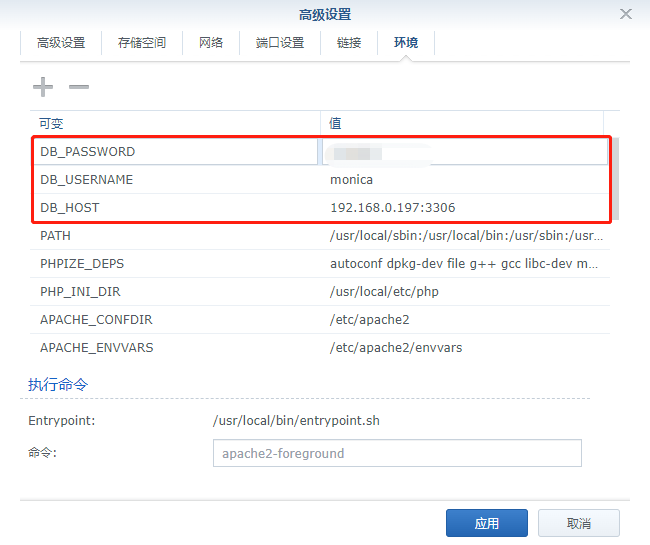 高级设置
高级设置 存储空间 网络 端口设置 链接 环境
可变 值
DB_PASSWORD
DB_USERNAME monica
DB_HOST 192.168.0.197:3306
PATH /usr/local/sbin:/usr/local/bin:/usr/sbin:/usr...
PHPIZE_DEPS autoconf dpkg-dev file g++ gcc libc-dev m...
PHP_INI_DIR /usr/local/etc/php
APACHE_CONFDIR /etc/apache2
APACHE_ENVVARS /etc/apache2/envvars
执行命令
Entrypoint: /usr/local/bin/entrypoint.sh
命令: apache2-foreground
应用 取消